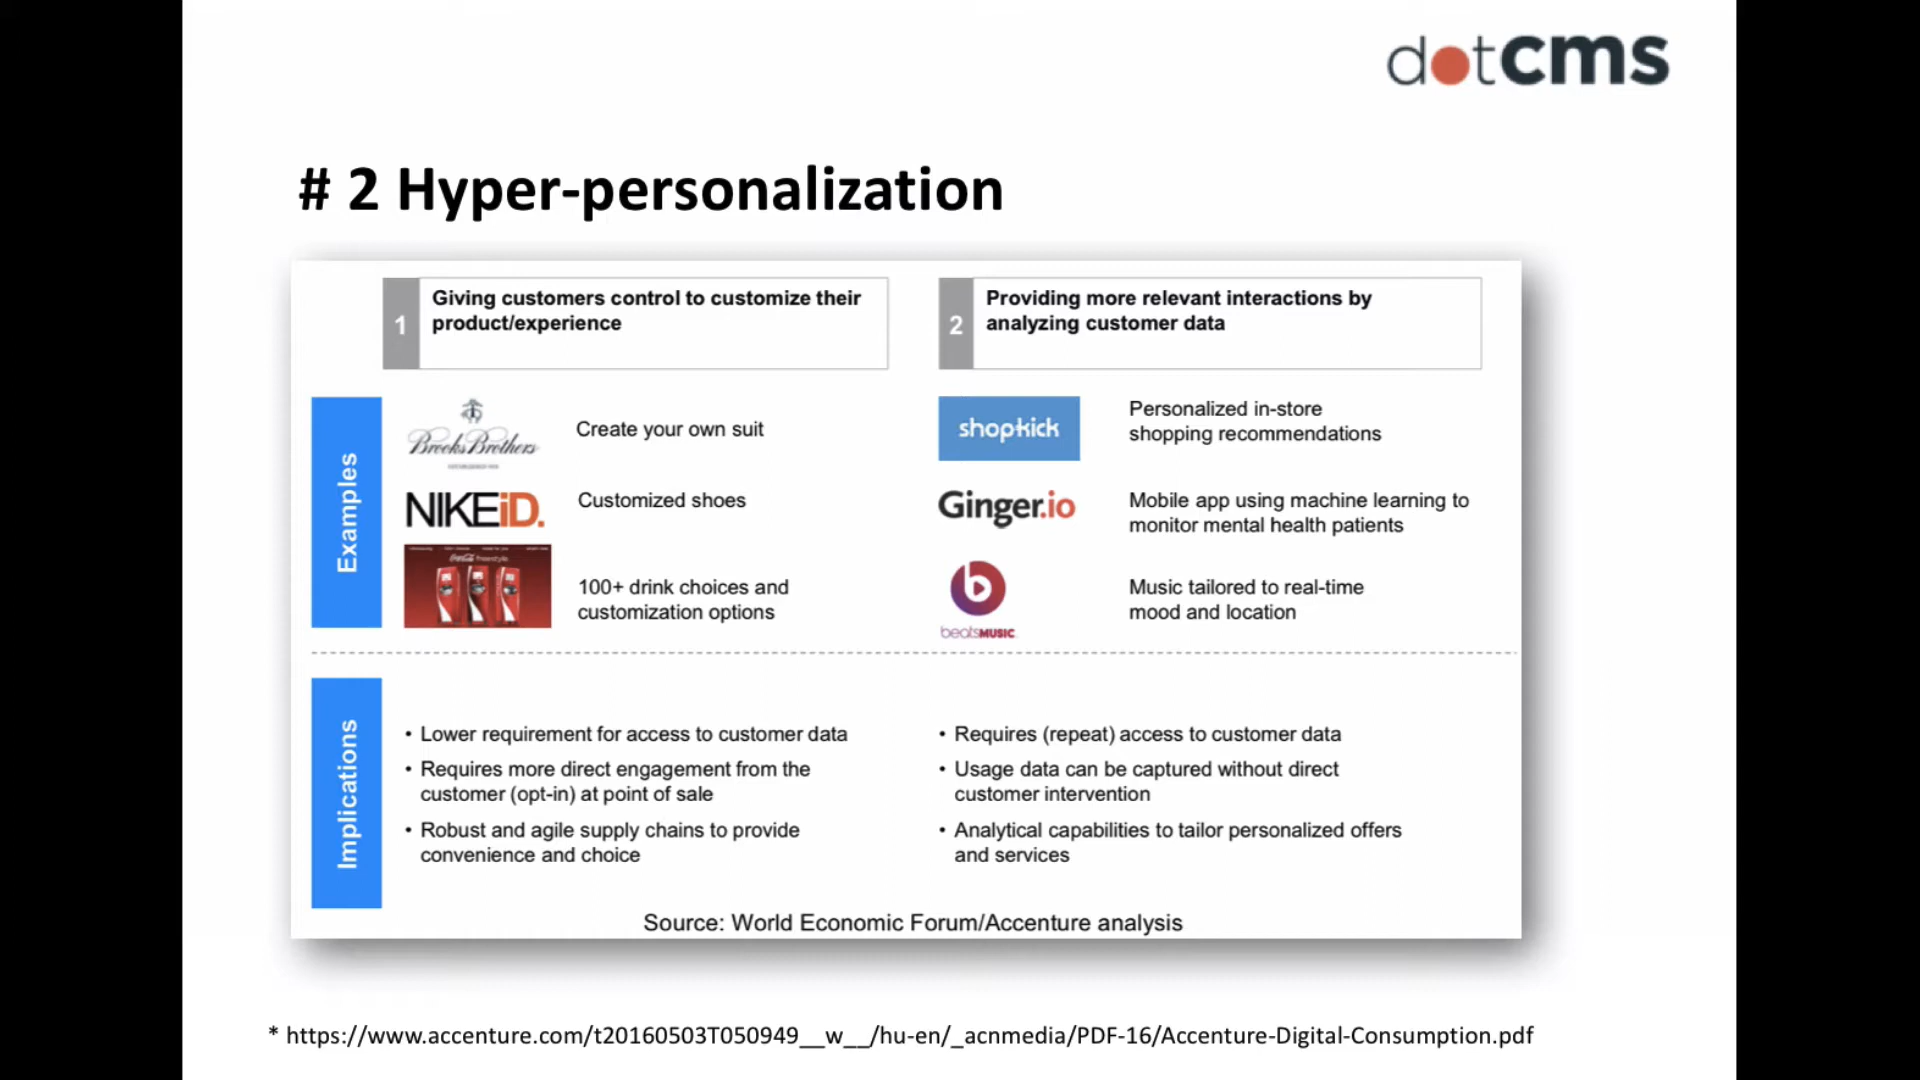 dotcms
# 2 Hyper-personalization
1
Giving customers control to customize their
product/experience
2
Providing more relevant interactions by
analyzing customer data
Examples
Brooks Brothers
Create your own suit
NIKEiD.
Customized shoes
Coca-Cola freestyle
100+ drink choices and
customization options
shopkick
Personalized in-store
shopping recommendations
Ginger.io
Mobile app using machine learning to
monitor mental health patients
b
beatsMUSIC
Music tailored to real-time
mood and location
Implications
• Lower requirement for access to customer data
• Requires more direct engagement from the
customer (opt-in) at point of sale
• Robust and agile supply chains to provide
convenience and choice
• Requires (repeat) access to customer data
• Usage data can be captured without direct
customer intervention
• Analytical capabilities to tailor personalized offers
and services
Source: World Economic Forum/Accenture analysis
* https://www.accenture.com/t20160503T050949__w__/hu-en/_acnmedia/PDF-16/Accenture-Digital-Consumption.pdf